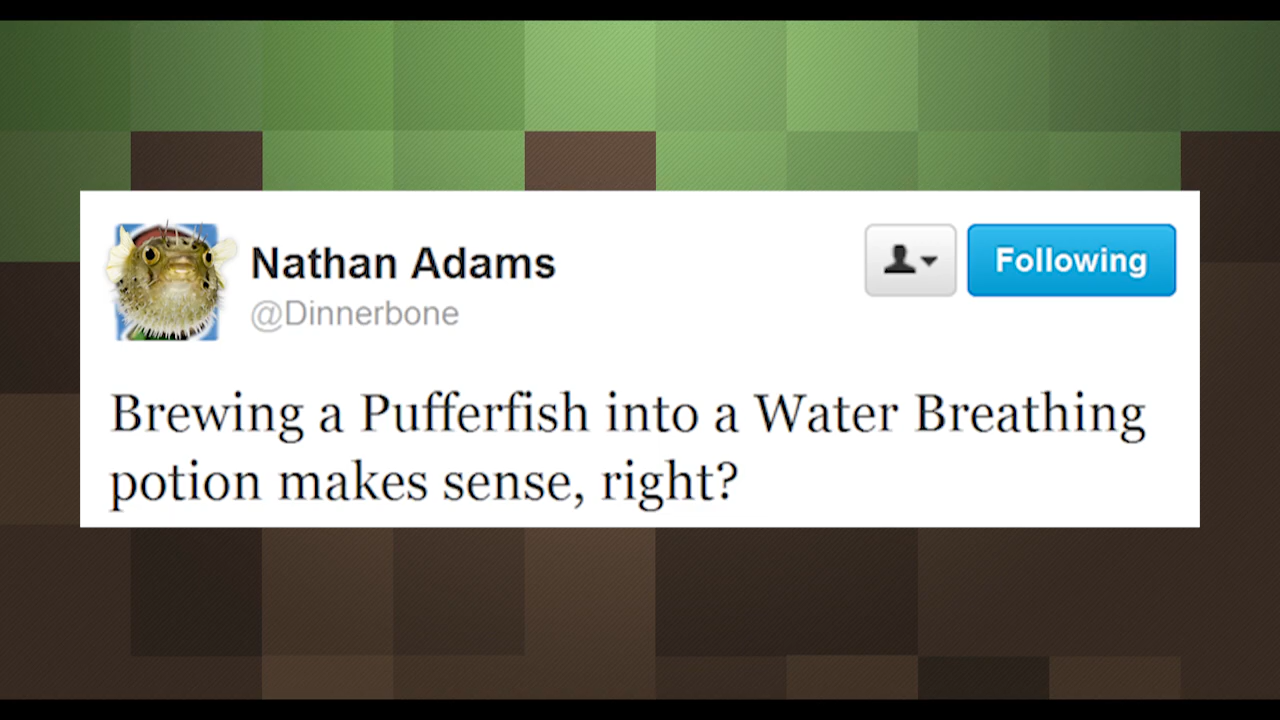 Nathan Adams
@Dinnerbone
Following
Brewing a Pufferfish into a Water Breathing
potion makes sense, right?